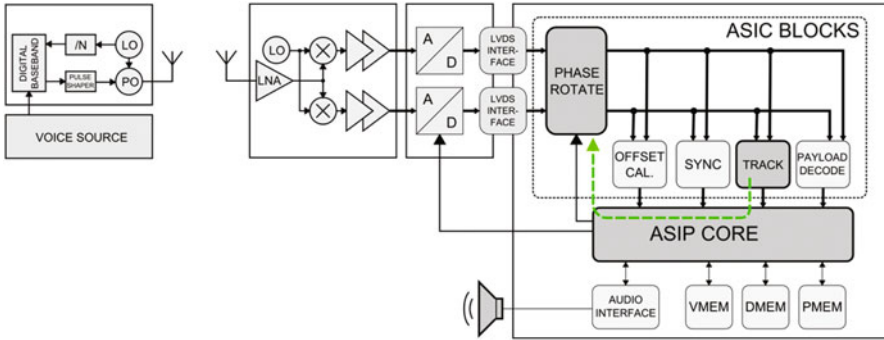 DIGITAL
BASEBAND
/N
LO
PULSE
SHAPER
PO
VOICE SOURCE
LO
LNA
A
D
A
D
LVDS
INTER-
FACE
LVDS
INTER-
FACE
ASIC BLOCKS
PHASE
ROTATE
OFFSET
CAL.
SYNC
TRACK
PAYLOAD
DECODE
ASIP CORE
AUDIO
INTERFACE
VMEM
DMEM
PMEM